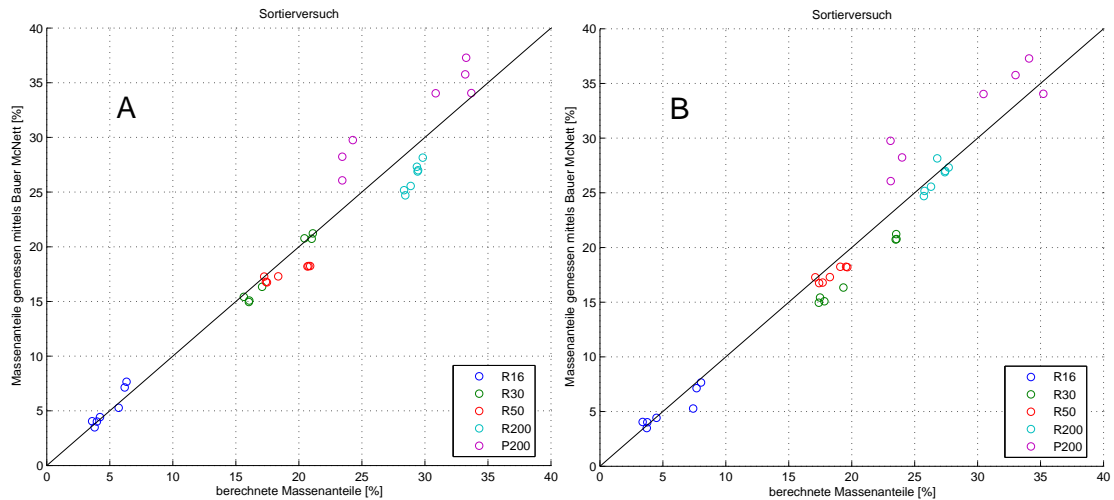 Sortierversuch
40
35
30
25
20
15
10
5
0
0 5 10 15 20 25 30 35 40
Massenanteile gemessen mittels Bauer McNett [%]
berechnete Massenanteile [%]
A
R16
R30
R50
R200
P200
Sortierversuch
40
35
30
25
20
15
10
5
0
0 5 10 15 20 25 30 35 40
Massenanteile gemessen mittels Bauer McNett [%]
berechnete Massenanteile [%]
B
R16
R30
R50
R200
P200